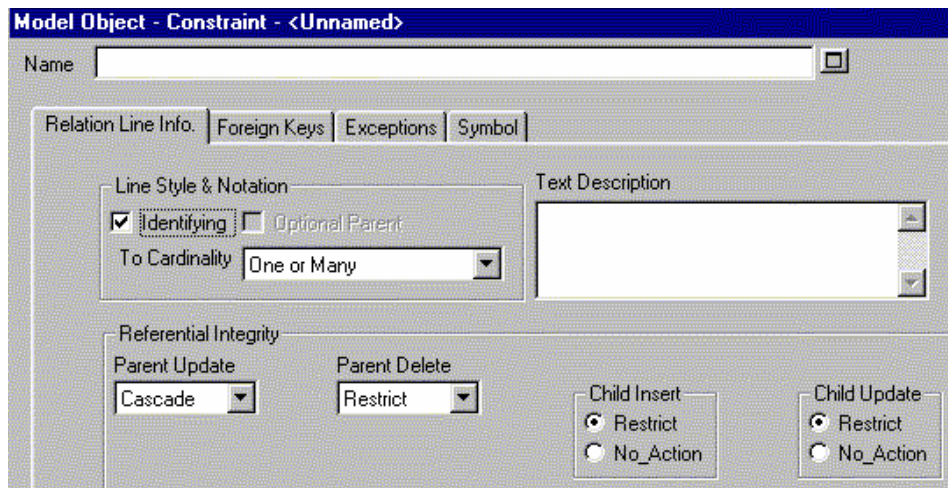 Model Object - Constraint - <Unnamed>
Name
Relation Line Info. Foreign Keys Exceptions Symbol
Line Style & Notation
Text Description
Identifying Optional Parent
To Cardinality One or Many
Referential Integrity
Parent Update Parent Delete
Cascade Restrict
Child Insert Child Update
Restrict Restrict
No_Action No_Action